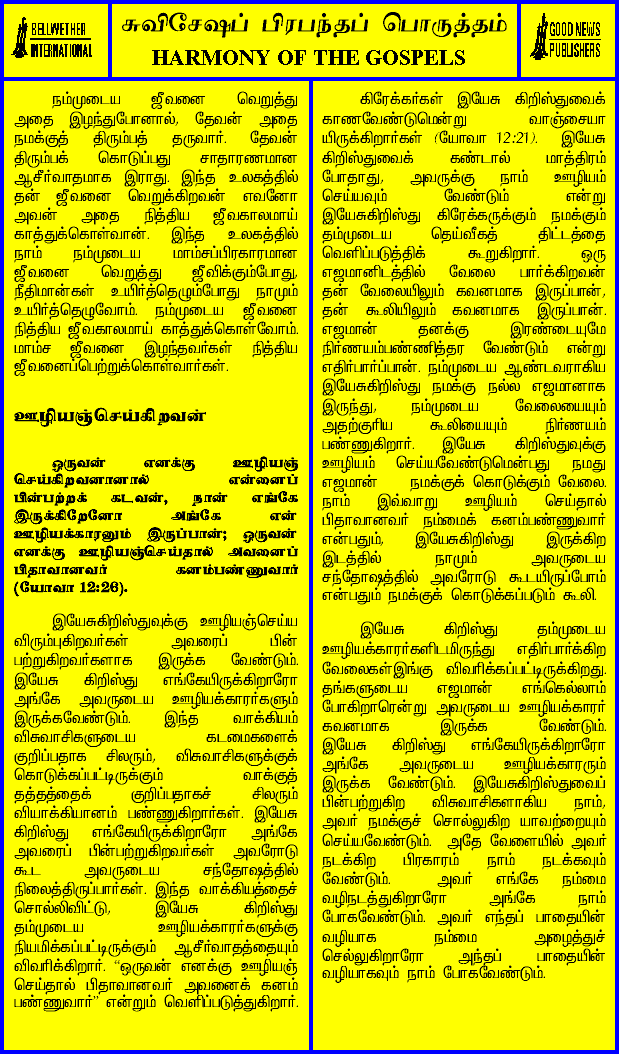 BELLWETHER
INTERNATIONAL
சுவிசேஷப் பிரபந்தப் பொருத்தம்
HARMONY OF THE GOSPELS
GOOD NEWS
PUBLISHERS
நம்முடைய ஜீவனை வெறுத்து
அதை இழந்துபோனால், தேவன் அதை
நமக்குத் திரும்பத் தருவார். தேவன்
திரும்பக் கொடுப்பது சாதாரணமான
ஆசீர்வாதமாக இராது. இந்த உலகத்தில்
தன் ஜீவனை வெறுக்கிறவன் எவனோ
அவன் அதை நித்திய ஜீவகாலமாய்
காத்துக்கொள்வான். இந்த உலகத்தில்
நாம் நம்முடைய மாம்சப்பிரகாரமான
ஜீவனை வெறுத்து ஜீவிக்கும்போது,
நீதிமான்கள் உயிர்த்தெழும்போது நாமும்
உயிர்த்தெழுவோம். நம்முடைய ஜீவனை
நித்திய ஜீவகாலமாய் காத்துக்கொள்வோம்.
மாம்ச ஜீவனை இழந்தவர்கள் நித்திய
ஜீவனைப்பெற்றுக்கொள்வார்கள்.
ஊழியஞ்செய்கிறவன்
ஒருவன் எனக்கு ஊழியஞ்
செய்கிறவனானால் என்னைப்
பின்பற்றக் கடவன், நான் எங்கே
இருக்கிறேனோ அங்கே என்
ஊழியக்காரனும் இருப்பான்; ஒருவன்
எனக்கு ஊழியஞ்செய்தால் அவனைப்
பிதாவானவர் கனம்பண்ணுவார்
(யோவா 12:26).
இயேசுகிறிஸ்துவுக்கு ஊழியஞ்செய்ய
விரும்புகிறவர்கள் அவரைப் பின்
பற்றுகிறவர்களாக இருக்க வேண்டும்.
இயேசு கிறிஸ்து எங்கேயிருக்கிறாரோ
அங்கே அவருடைய ஊழியக்காரர்களும்
இருக்கவேண்டும். இந்த வாக்கியம்
விசுவாசிகளுடைய கடமைகளைக்
குறிப்பதாக சிலரும், விசுவாசிகளுக்குக்
கொடுக்கப்பட்டிருக்கும் வாக்குத்
தத்தத்தைக் குறிப்பதாகச் சிலரும்
வியாக்கியானம் பண்ணுகிறார்கள். இயேசு
கிறிஸ்து எங்கேயிருக்கிறாரோ அங்கே
அவரைப் பின்பற்றுகிறவர்கள் அவரோடு
கூட அவருடைய சந்தோஷத்தில்
நிலைத்திருப்பார்கள். இந்த வாக்கியத்தைச்
சொல்லிவிட்டு, இயேசு கிறிஸ்து
தம்முடைய ஊழியக்காரர்களுக்கு
நியமிக்கப்பட்டிருக்கும் ஆசீர்வாதத்தையும்
விவரிக்கிறார். “ஒருவன் எனக்கு ஊழியஞ்
செய்தால் பிதாவானவர் அவனைக் கனம்
பண்ணுவார்” என்றும் வெளிப்படுத்துகிறார்.
கிரேக்கர்கள் இயேசு கிறிஸ்துவைக்
காணவேண்டுமென்று வாஞ்சையா
யிருக்கிறார்கள் (யோவா 12:21). இயேசு
கிறிஸ்துவைக் கண்டால் மாத்திரம்
போதாது, அவருக்கு நாம் ஊழியம்
செய்யவும் வேண்டும் என்று
இயேசுகிறிஸ்து கிரேக்கருக்கும் நமக்கும்
தம்முடைய தெய்வீகத் திட்டத்தை
வெளிப்படுத்திக் கூறுகிறார். ஒரு
எஜமானிடத்தில் வேலை பார்க்கிறவன்
தன் வேலையிலும் கவனமாக இருப்பான்,
தன் கூலியிலும் கவனமாக இருப்பான்.
எஜமான் தனக்கு இரண்டையுமே
நிர்ணயம்பண்ணித்தர வேண்டும் என்று
எதிர்பார்ப்பான். நம்முடைய ஆண்டவராகிய
இயேசுகிறிஸ்து நமக்கு நல்ல எஜமானாக
இருந்து, நம்முடைய வேலையையும்
அதற்குரிய கூலியையும் நிர்ணயம்
பண்ணுகிறார். இயேசு கிறிஸ்துவுக்கு
ஊழியம் செய்யவேண்டுமென்பது நமது
எஜமான் நமக்குக் கொடுக்கும் வேலை.
நாம் இவ்வாறு ஊழியம் செய்தால்
பிதாவானவர் நம்மைக் கனம்பண்ணுவார்
என்பதும், இயேசுகிறிஸ்து இருக்கிற
இடத்தில் நாமும் அவருடைய
சந்தோஷத்தில் அவரோடு கூடயிருப்போம்
என்பதும் நமக்குக் கொடுக்கப்படும் கூலி.
இயேசு கிறிஸ்து தம்முடைய
ஊழியக்காரர்களிடமிருந்து எதிர்பார்க்கிற
வேலைகள்இங்கு விவரிக்கப்பட்டிருக்கிறது.
தங்களுடைய எஜமான் எங்கெல்லாம்
போகிறாரென்று அவருடைய ஊழியக்காரர்
கவனமாக இருக்க வேண்டும்.
இயேசு கிறிஸ்து எங்கேயிருக்கிறாரோ
அங்கே அவருடைய ஊழியக்காரரும்
இருக்க வேண்டும். இயேசுகிறிஸ்துவைப்
பின்பற்றுகிற விசுவாசிகளாகிய நாம்,
அவர் நமக்குச் சொல்லுகிற யாவற்றையும்
செய்யவேண்டும். அதே வேளையில் அவர்
நடக்கிற பிரகாரம் நாம் நடக்கவும்
வேண்டும். அவர் எங்கே நம்மை
வழிநடத்துகிறாரோ அங்கே நாம்
போகவேண்டும். அவர் எந்தப் பாதையின்
வழியாக நம்மை அழைத்துச்
செல்லுகிறாரோ அந்தப் பாதையின்
வழியாகவும் நாம் போகவேண்டும்.